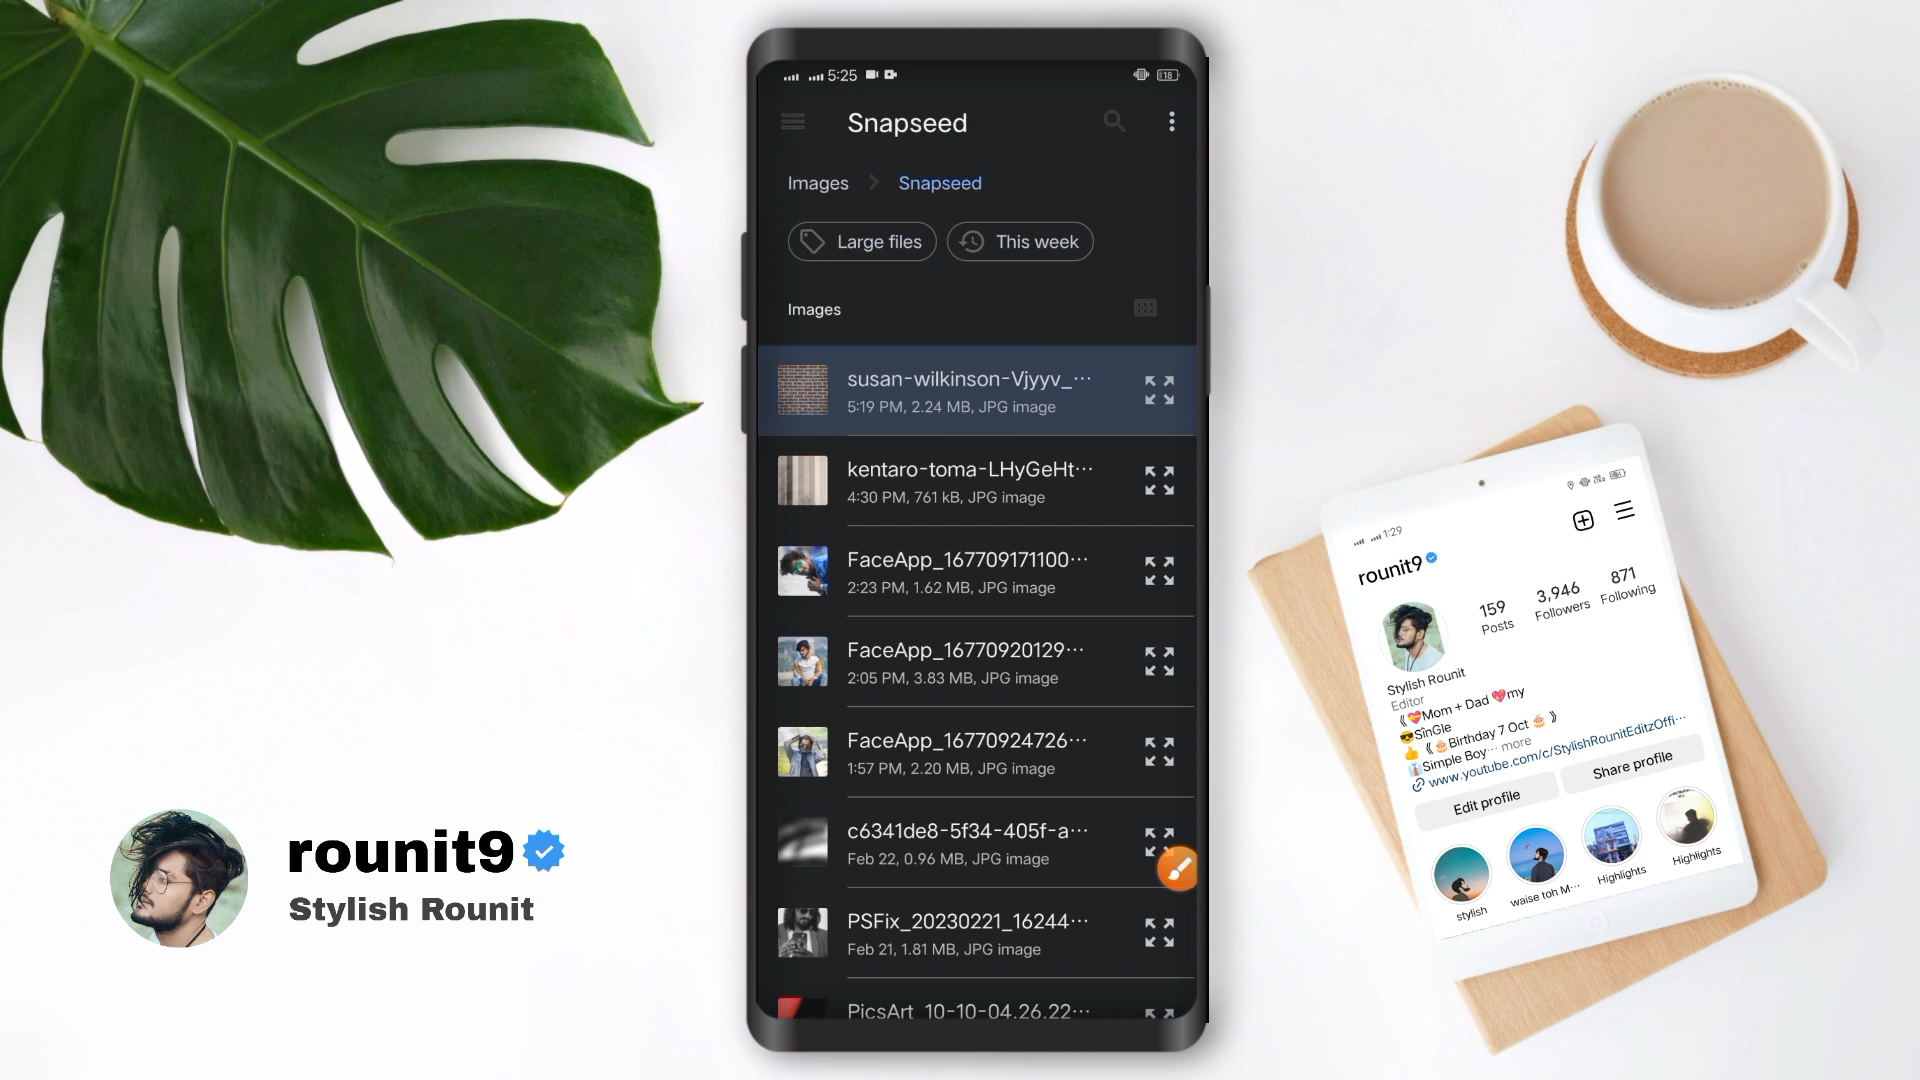 5:25
18
Snapseed
Images
Snapseed
Large files
This week
Images
susan-wilkinson-Vjyyv_···
5:19 PM, 2.24 MB, JPG image
kentaro-toma-LHyGeHt···
4:30 PM, 761 kB, JPG image
FaceApp_167709171100···
2:23 PM, 1.62 MB, JPG image
FaceApp_16770920129···
2:05 PM, 3.83 MB, JPG image
FaceApp_16770924726···
1:57 PM, 2.20 MB, JPG image
c6341de8-5f34-405f-a···
Feb 22, 0.96 MB, JPG image
PSFix_20230221_16244···
Feb 21, 1.81 MB, JPG image
PicsArt_10-10-04.26.22···
rounit9
Stylish Rounit
1:29
rounit9
159
Posts
3,946
Followers
871
Following
Stylish Rounit
Editor
《💝Mom + Dad 💖my
😎SinGle
👍《🎂Birthday 7 Oct 🎂 》
👔Simple Boy··· more
www.youtube.com/c/StylishRounitEditzOffi···
Edit profile
Share profile
stylish
waise toh M···
Highlights
Highlights